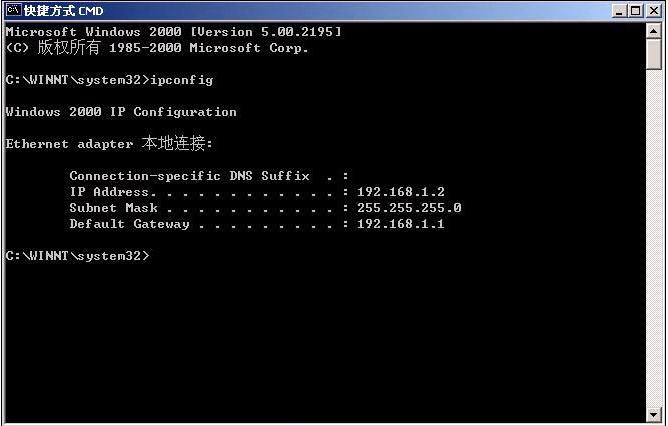 快捷方式 CMD
Microsoft Windows 2000 [Version 5.00.2195]
(C) 版权所有 1985-2000 Microsoft Corp.
C:\WINNT\system32>ipconfig
Windows 2000 IP Configuration
Ethernet adapter 本地连接:
Connection-specific DNS Suffix  . :
IP Address. . . . . . . . . . . . : 192.168.1.2
Subnet Mask . . . . . . . . . . . : 255.255.255.0
Default Gateway . . . . . . . . . : 192.168.1.1
C:\WINNT\system32>